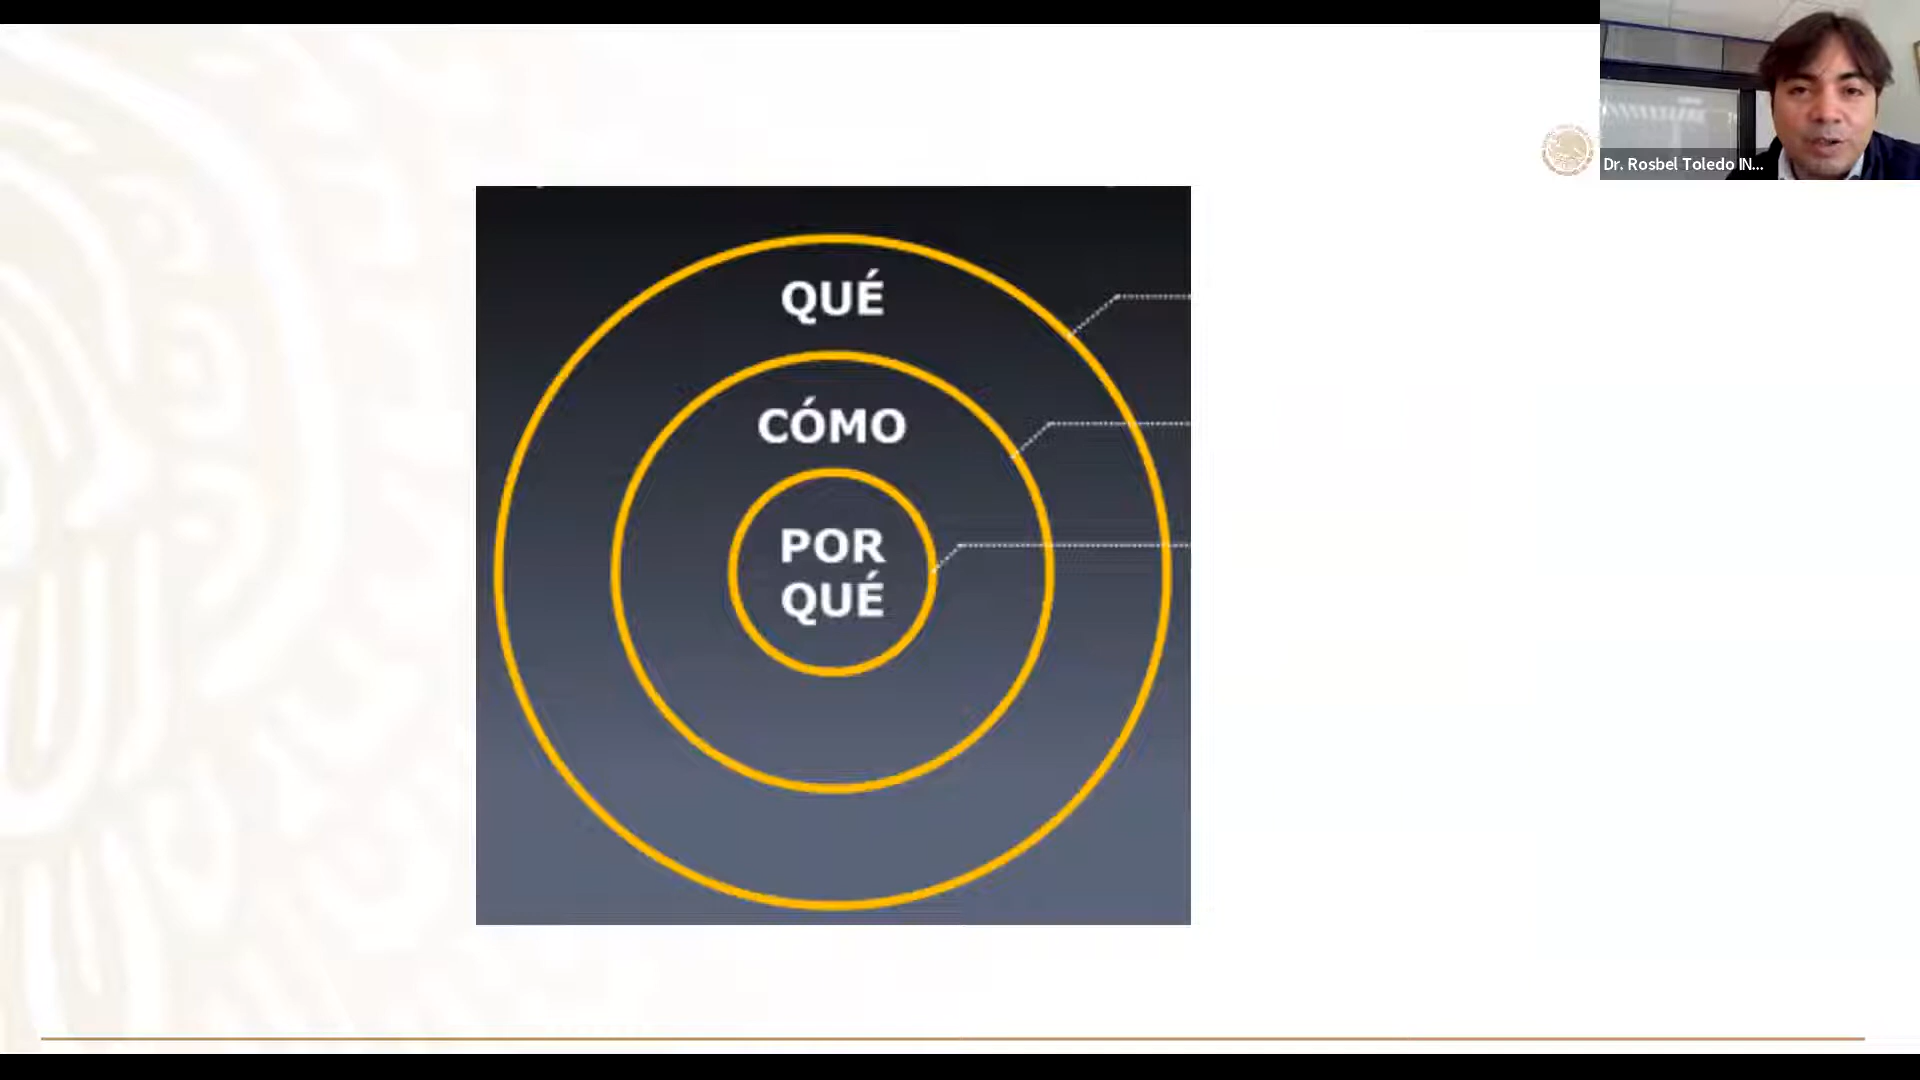 Dr. Rosbel Toledo IN...
QUÉ
CÓMO
POR
QUÉ